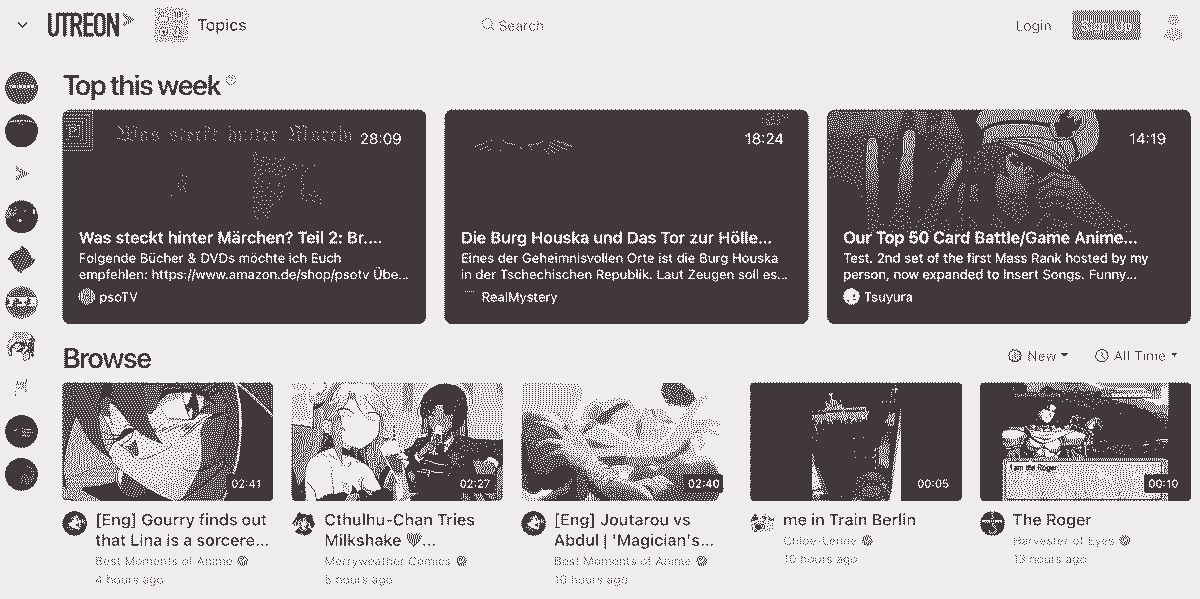 UTREON
Topics
Search
Login
Sign Up
Top this week
Was steckt hinter Märch
28:09
Was steckt hinter Märchen? Teil 2: Br....
Folgende Bücher & DVDs möchte ich Euch
empfehlen: https://www.amazon.de/shop/psotv Übe...
psoTV
18:24
Die Burg Houska und Das Tor zur Hölle...
Eines der Geheimnisvollen Orte ist die Burg Houska
in der Tschechischen Republik. Laut Zeugen soll es...
RealMystery
14:19
Our Top 50 Card Battle/Game Anime...
Test. 2nd set of the first Mass Rank hosted by my
person, now expanded to Insert Songs. Funny...
Tsuyura
Browse
New
All Time
02:41
[Eng] Gourry finds out
that Lina is a sorcere...
Best Moments of Anime
4 hours ago
02:27
Cthulhu-Chan Tries
Milkshake 🖤...
Merryweather Comics
5 hours ago
02:40
[Eng] Joutarou vs
Abdul | 'Magician's...
Best Moments of Anime
10 hours ago
00:05
me in Train Berlin
Chloe-Lenne
10 hours ago
I am the Roger
00:10
The Roger
Harvester of Eyes
13 hours ago